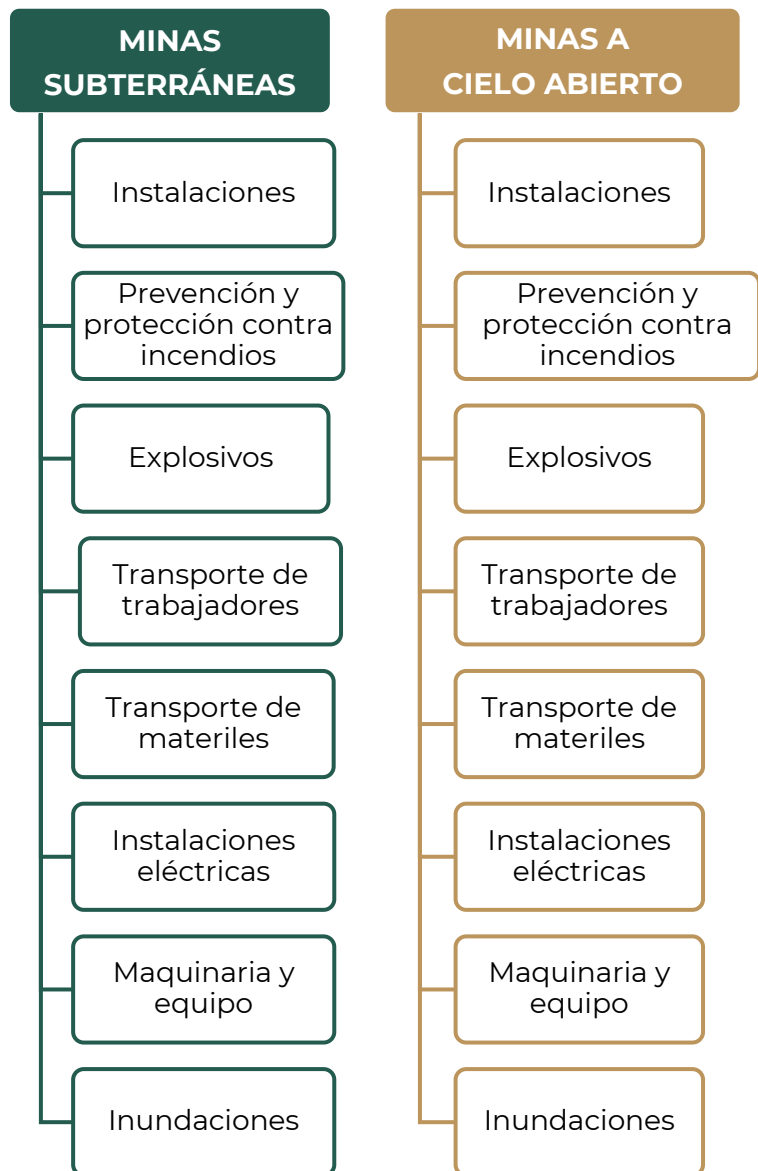 MINAS
SUBTERRÁNEAS
Instalaciones
Prevención y
protección contra
incendios
Explosivos
Transporte de
trabajadores
Transporte de
materiles
Instalaciones
eléctricas
Maquinaria y
equipo
Inundaciones
MINAS A
CIELO ABIERTO
Instalaciones
Prevención y
protección contra
incendios
Explosivos
Transporte de
trabajadores
Transporte de
materiles
Instalaciones
eléctricas
Maquinaria y
equipo
Inundaciones